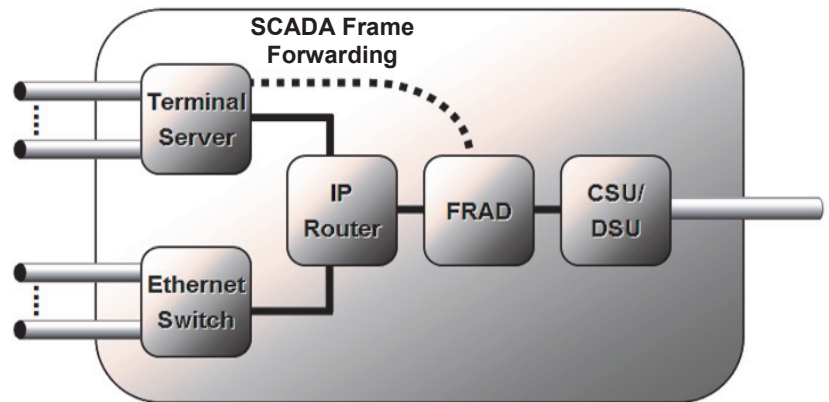 SCADA Frame
Forwarding
Terminal
Server
IP
Router
FRAD
CSU/
DSU
Ethernet
Switch